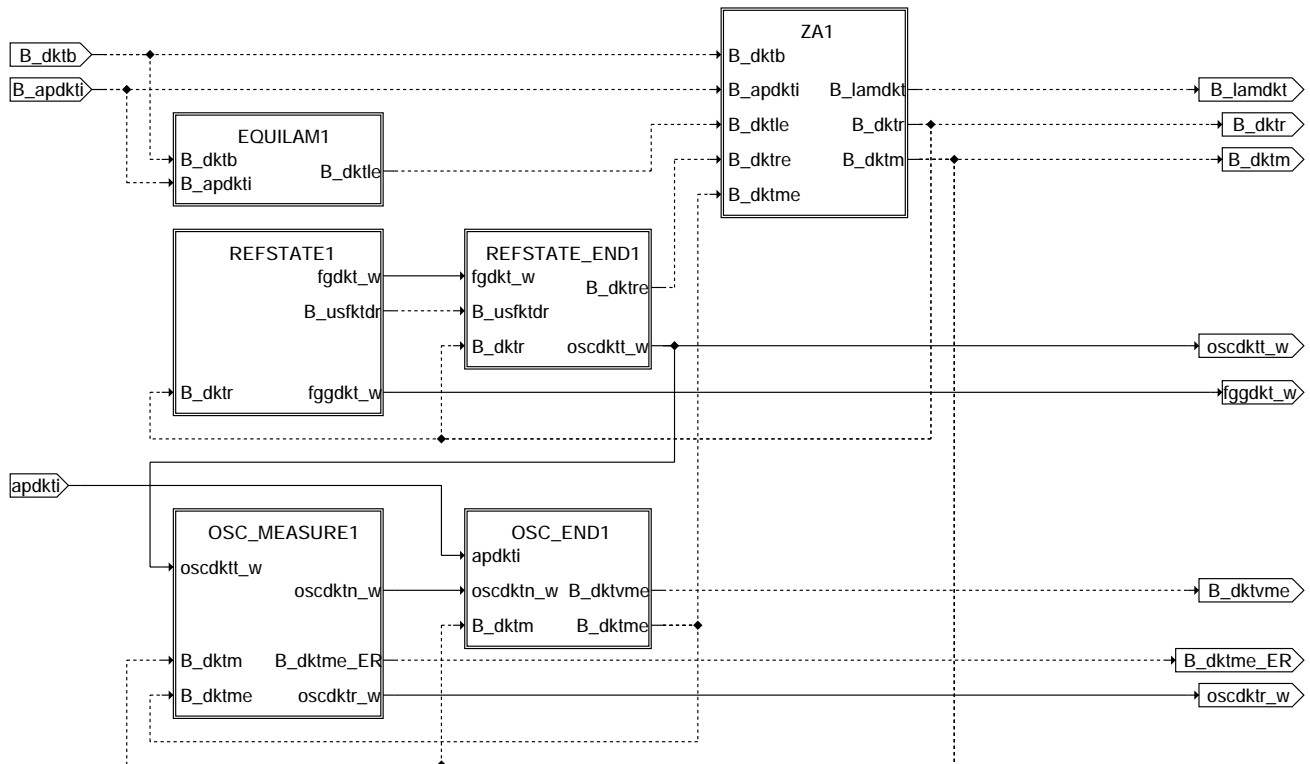 ZA1
B_dktb
B_dktb
B_apdkti
B_apdkti
B_lamdkt
B_lamdkt
EQUILAM1
B_dktle
B_dktr
B_dktr
B_dktb
B_dktle
B_dktre
B_dktm
B_dktm
B_apdkti
B_dktme
REFSTATE1
REFSTATE_END1
fgdkt_w
fgdkt_w
B_dktre
B_usfktdr
B_usfktdr
B_dktr
oscdktt_w
oscdktt_w
B_dktr
fggdkt_w
fggdkt_w
apdkti
OSC_MEASURE1
OSC_END1
apdkti
oscdktt_w
oscdktn_w
oscdktn_w
B_dktvme
B_dktvme
B_dktm
B_dktme
B_dktm
B_dktme_ER
B_dktme_ER
B_dktme
oscdktr_w
oscdktr_w